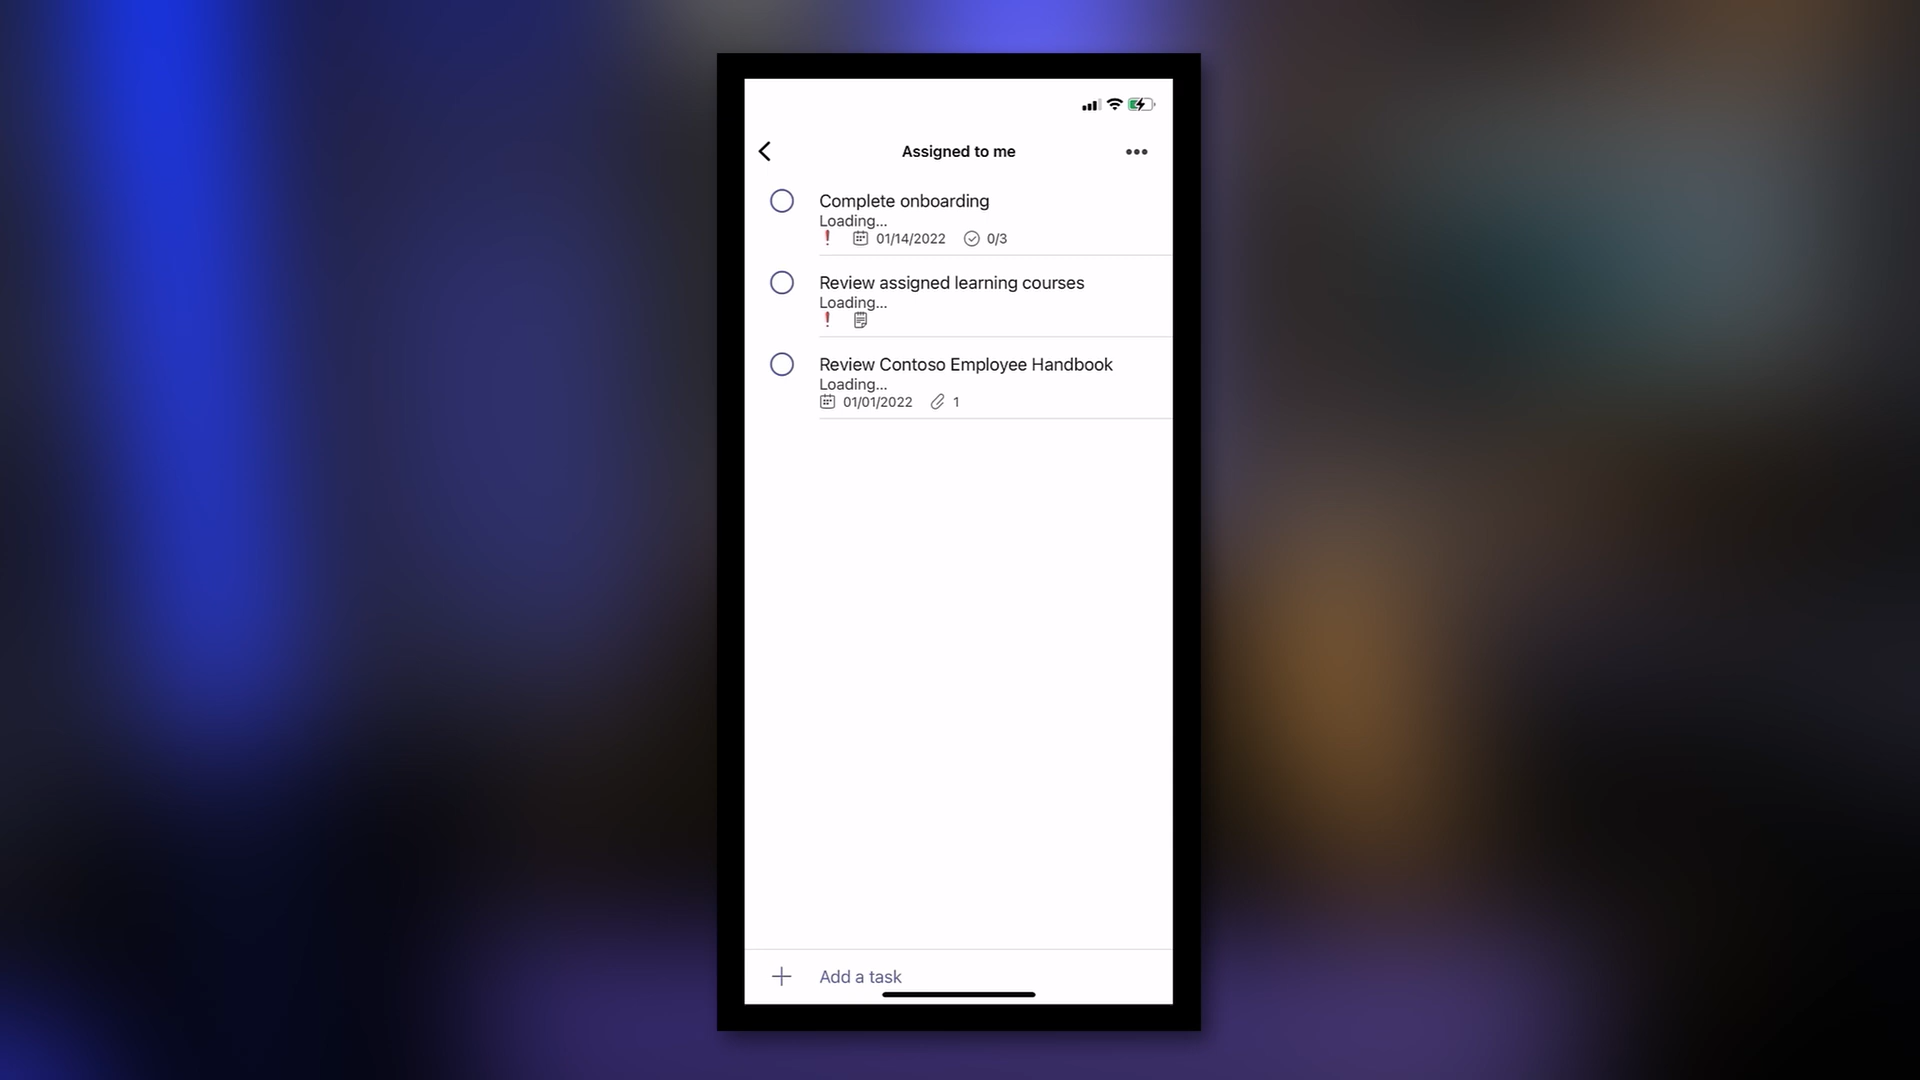 Assigned to me
Complete onboarding
Loading...
01/14/2022 0/3
Review assigned learning courses
Loading...
Review Contoso Employee Handbook
Loading...
01/01/2022 1
Add a task